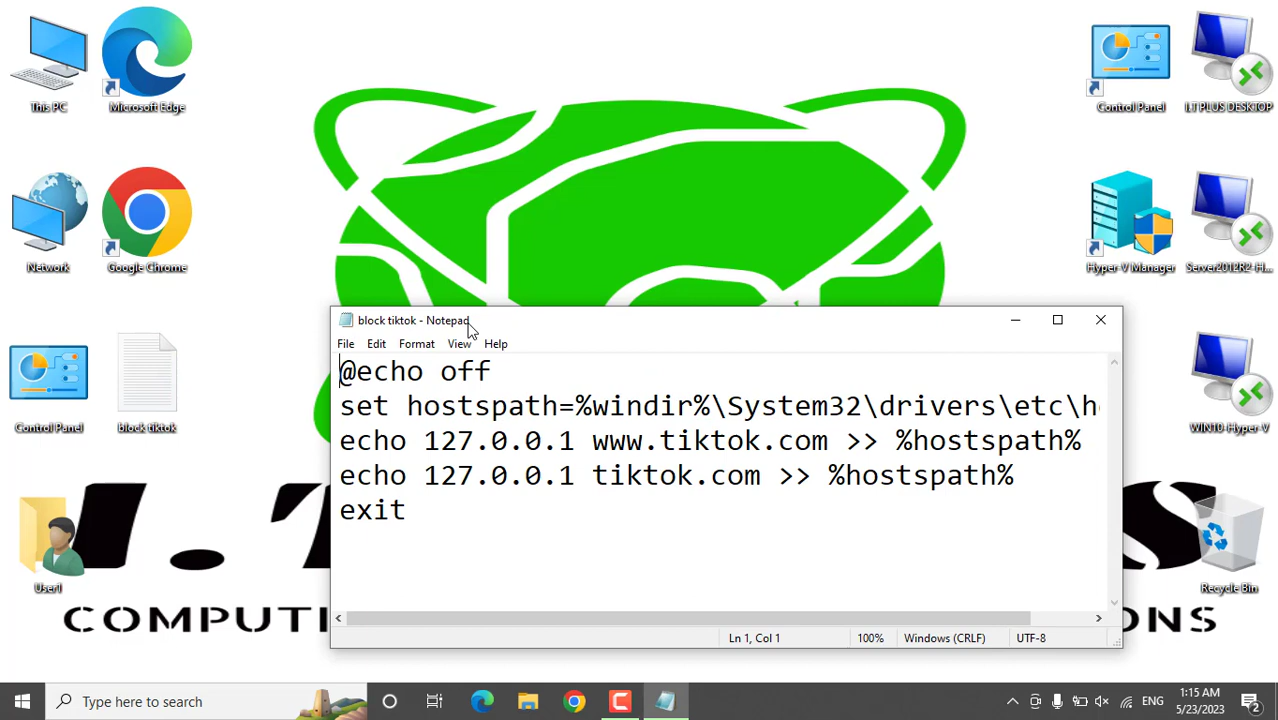 This PC
Microsoft Edge
Control Panel
I.T PLUS DESKTOP
Network
Google Chrome
Hyper-V Manager
Server2012R2-H...
block tiktok - Notepad
File Edit Format View Help
@echo off
set hostspath=%windir%\System32\drivers\etc\h
echo 127.0.0.1 www.tiktok.com >> %hostspath%
echo 127.0.0.1 tiktok.com >> %hostspath%
exit
Control Panel
block tiktok
WIN10-Hyper-V
User1
Recycle Bin
Ln 1, Col 1
100%
Windows (CRLF)
UTF-8
Type here to search
ENG
1:15 AM
5/23/2023
2